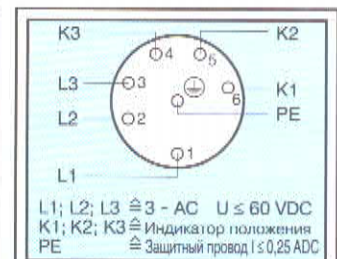 K3 K2
4 5
L3 3 6 K1
L2 2 PE
1
L1
L1; L2; L3 ≙ 3 - AC U ≤ 60 VDC
K1; K2; K3 ≙ Индикатор положения
PE ≙ Защитный провод I ≤ 0,25 ADC